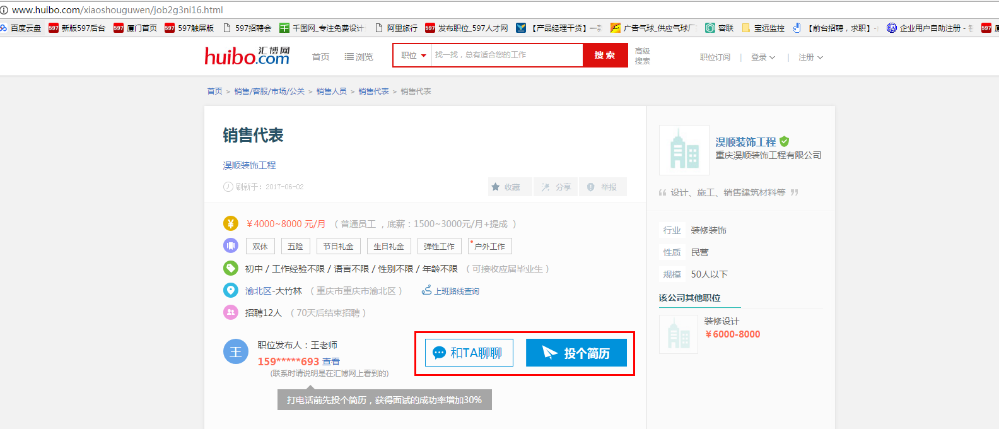 www.huibo.com/xiaoshouguwen/job2g3ni16.html
百度云盘 597 新版597后台 597 厦门首页 597 597触屏版 597招聘会 千图网_专注免费设计 阿里旅行 597 发布职位_597人才网 【产品经理干货】一 广告气球_供应气球厂 容联 宝远监控 【前台招聘，求职】- 企业用户自助注册 - 597
huibo.com 汇博网
首页 浏览
职位 找一找，总有适合您的工作 搜 索
高级
搜索
职位订阅 | 登录 | 注册
首页 > 销售/客服/市场/公关 > 销售人员 > 销售代表 > 销售代表
销售代表
淏顺装饰工程
刷新于：2017-06-02
收藏 分享 举报
¥ ￥4000~8000 元/月 （ 普通员工 ，底薪：1500~3000元/月+提成 ）
双休 五险 节日礼金 生日礼金 弹性工作 户外工作
初中 / 工作经验不限 / 语言不限 / 性别不限 / 年龄不限 （ 可接收应届毕业生 ）
渝北区-大竹林 （ 重庆市重庆市渝北区 ） 上班路线查询
招聘12人 （ 70天后结束招聘 ）
王
职位发布人：王老师
159*****693 查看
(联系时请说明是在汇博网上看到的)
和TA聊聊 投个简历
打电话前先投个简历，获得面试的成功率增加30%
淏顺装饰工程
重庆淏顺装饰工程有限公司
“ 设计、施工、销售建筑材料等 ”
行业 装修装饰
性质 民营
规模 50人以下
该公司其他职位
装修设计
￥6000-8000